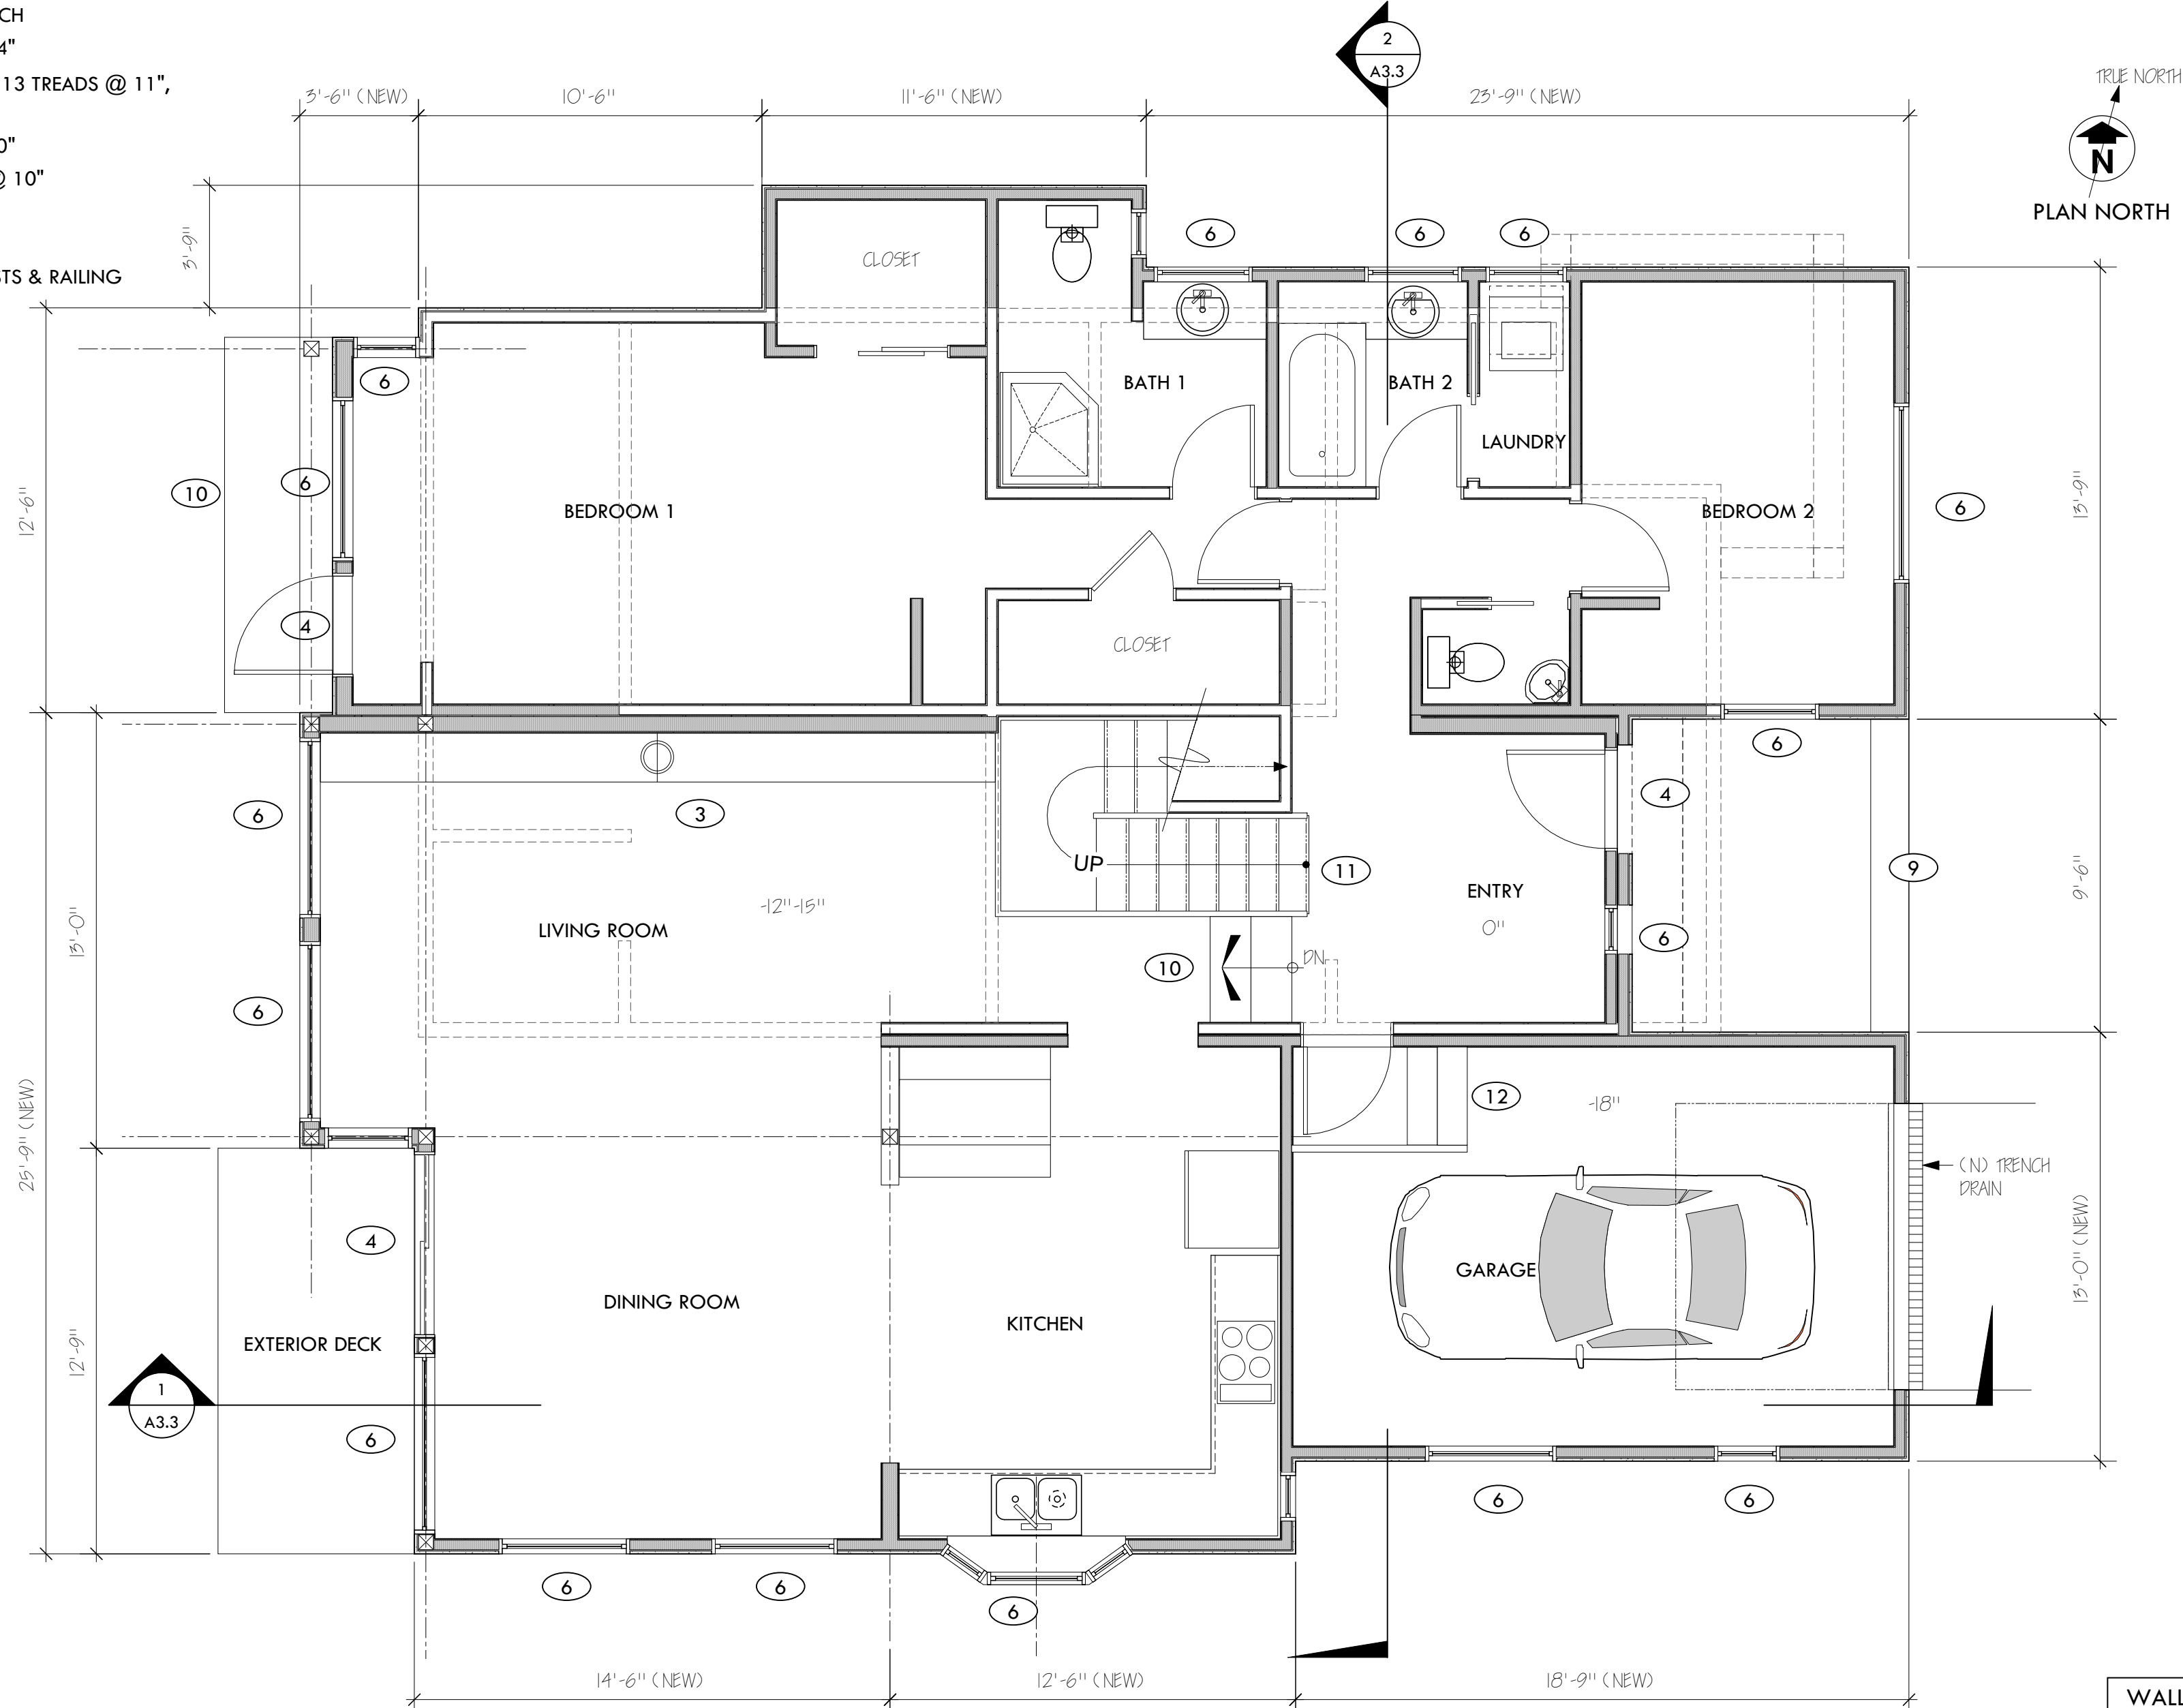 CH
4"
13 TREADS @ 11",
0"
@ 10"
STS & RAILING
2
A3.3
TRUE NORTH
N
PLAN NORTH
3'-6" (NEW)
10'-6"
11'-6" (NEW)
23'-9" (NEW)
3'-9"
CLOSET
6
6
6
6
BATH 1
BATH 2
LAUNDRY
10
6
12'-6"
BEDROOM 1
BEDROOM 2
6
13'-9"
4
CLOSET
6
6
3
4
UP
11
9
ENTRY
0"
9'-6"
-12"-15"
LIVING ROOM
13'-0"
6
10
DN
6
25'-9" (NEW)
12
-18"
(N) TRENCH
DRAIN
4
13'-0" (NEW)
GARAGE
DINING ROOM
KITCHEN
EXTERIOR DECK
12'-9"
1
A3.3
6
6
6
6
6
6
14'-6" (NEW)
12'-6" (NEW)
18'-9" (NEW)
WALL